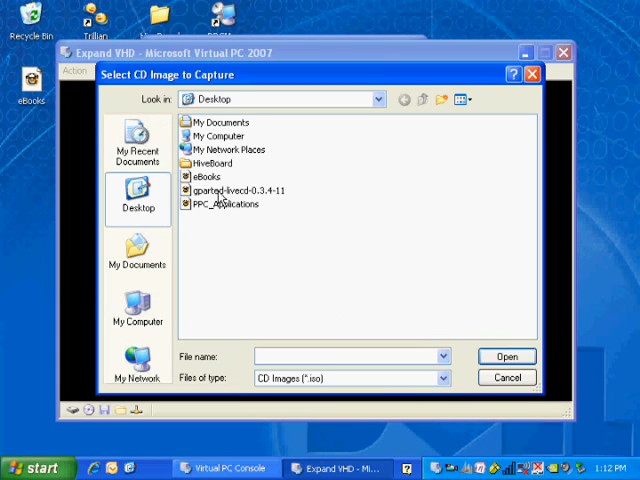 Recycle Bin
Trillian
eBooks
Expand VHD - Microsoft Virtual PC 2007
Action
Select CD Image to Capture
Look in:
Desktop
My Recent
Documents
Desktop
My Documents
My Computer
My Network
My Documents
My Computer
My Network Places
HiveBoard
eBooks
gparted-livecd-0.3.4-11
PPC_Applications
File name:
Open
Files of type:
CD Images (*.iso)
Cancel
start
Virtual PC Console
Expand VHD - Mi...
?
1:12 PM